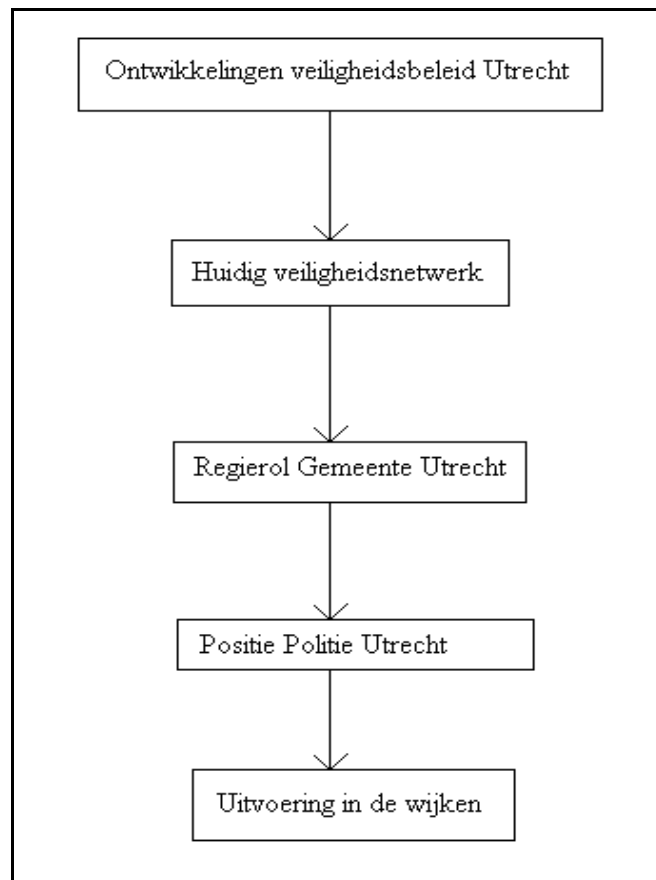 Ontwikkelingen veiligheidsbeleid Utrecht
Huidig veiligheidsnetwerk
Regierol Gemeente Utrecht
Positie Politie Utrecht
Uitvoering in de wijken